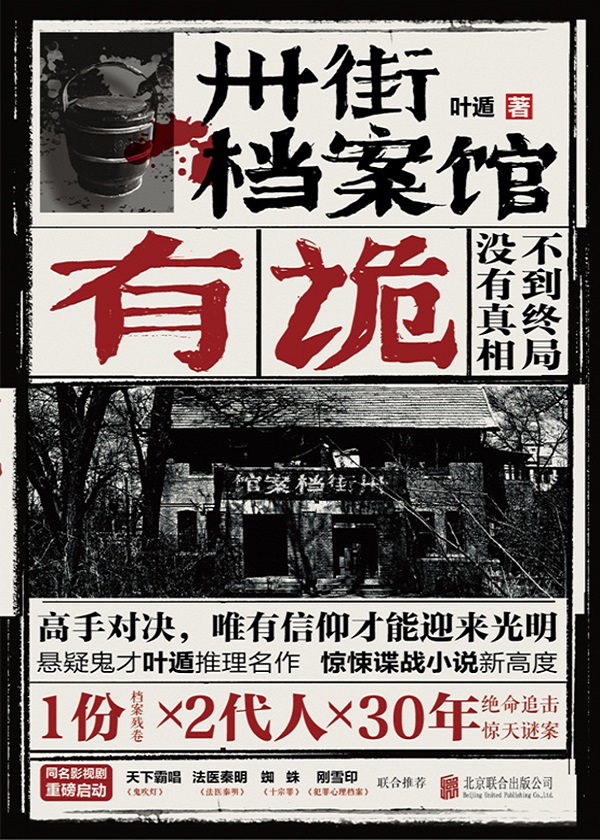 卅街
档案馆
叶遁 著
有诡
不到终局
没有真相
馆案档街卅
高手对决，唯有信仰才能迎来光明
悬疑鬼才叶遁推理名作 惊悚谍战小说新高度
1份档案残卷×2代人×30年绝命追击惊天谜案
同名影视剧
重磅启动
天下霸唱 法医秦明 蜘 蛛 刚雪印
《鬼吹灯》 《法医秦明》 《十宗罪》 《犯罪心理档案》
联合推荐
北京联合出版公司
Beijing United Publishing Co.,Ltd.